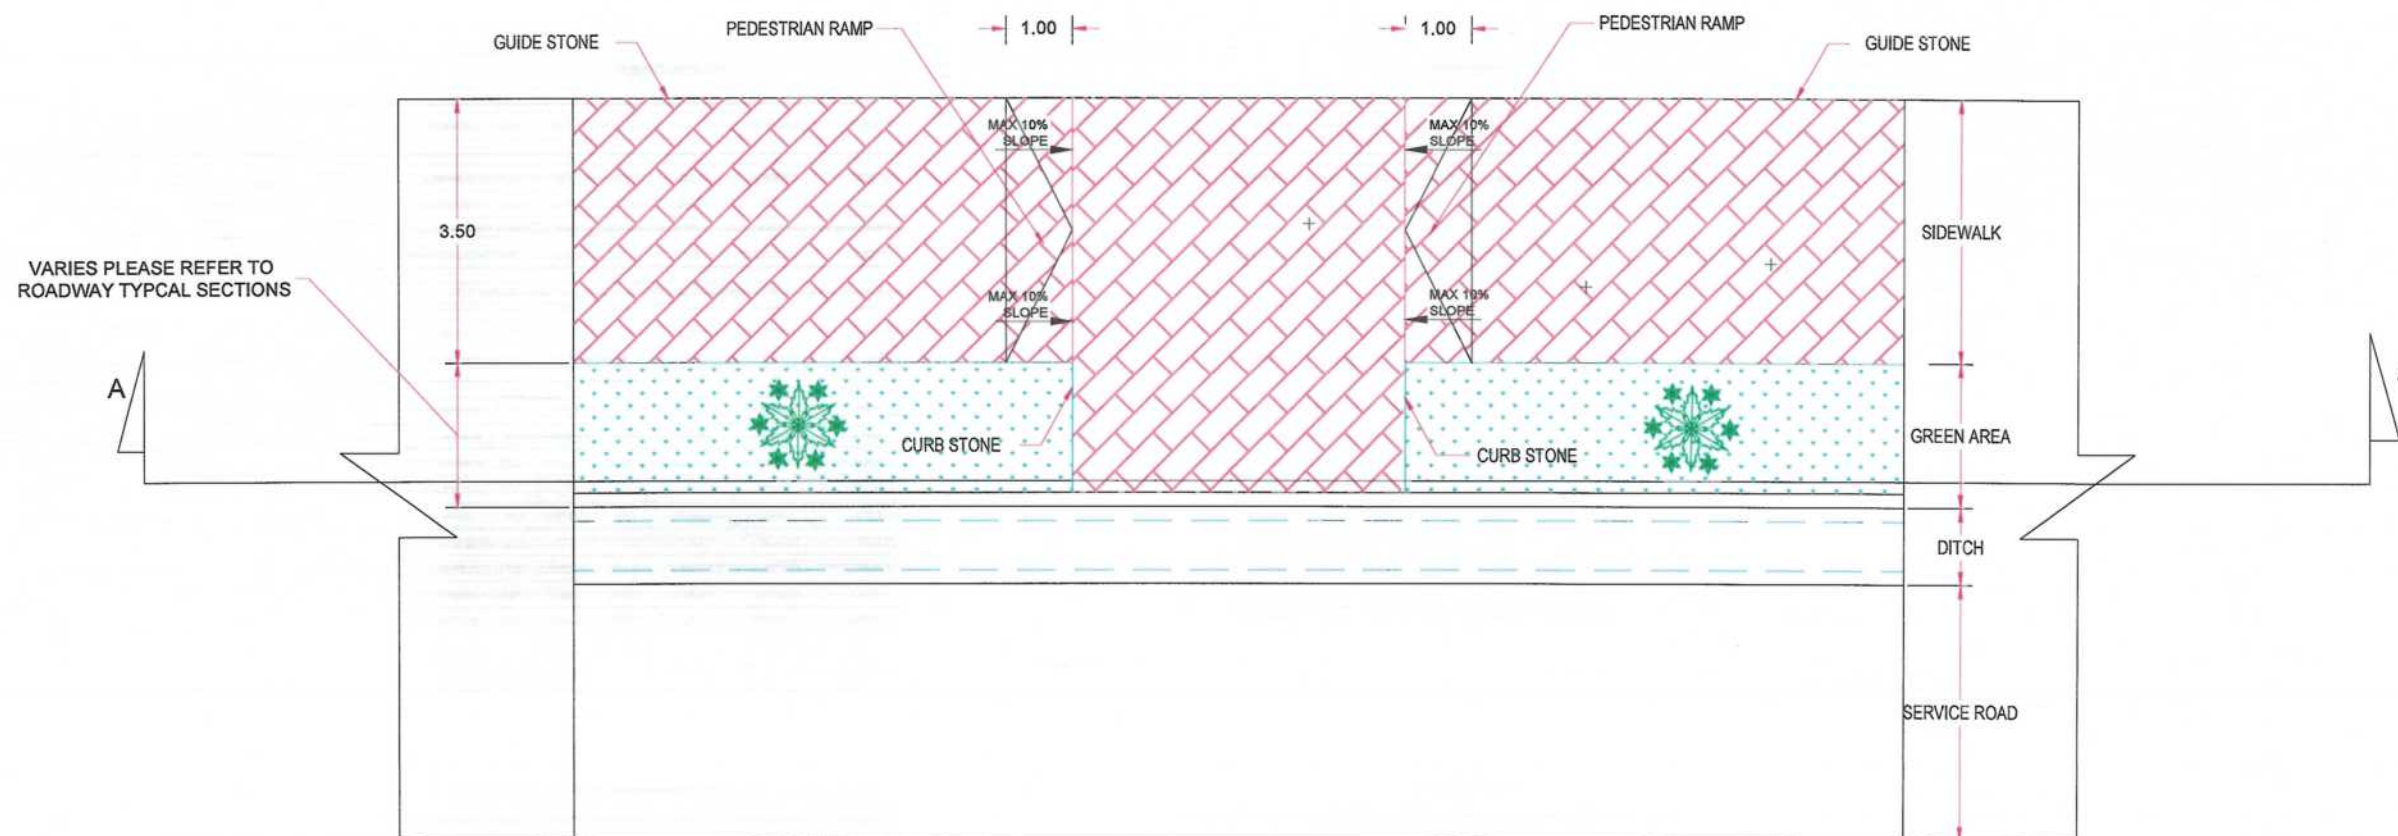 PEDESTRIAN RAMP
1.00
1.00
PEDESTRIAN RAMP
GUIDE STONE
GUIDE STONE
MAX 10%
SLOPE
MAX 10%
SLOPE
3.50
SIDEWALK
VARIES PLEASE REFER TO
ROADWAY TYPCAL SECTIONS
MAX 10%
SLOPE
MAX 10%
SLOPE
A
CURB STONE
CURB STONE
GREEN AREA
DITCH
SERVICE ROAD